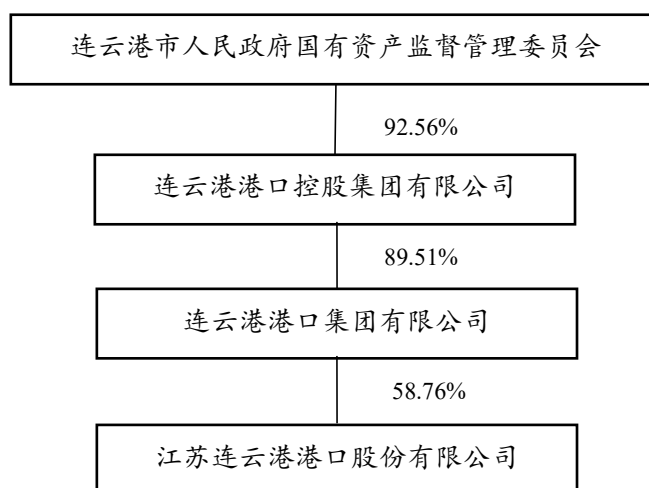 连云港市人民政府国有资产监督管理委员会
92.56%
连云港港口控股集团有限公司
89.51%
连云港港口集团有限公司
58.76%
江苏连云港港口股份有限公司